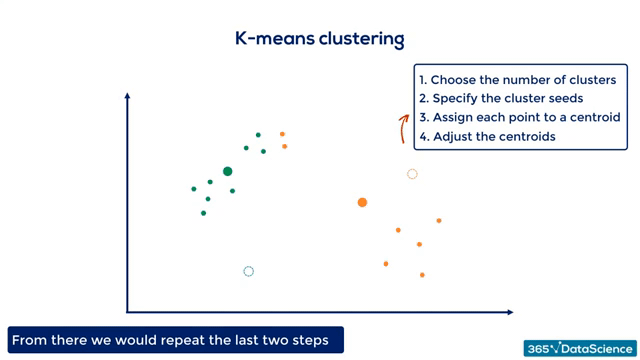 K-means clustering
1. Choose the number of clusters
2. Specify the cluster seeds
3. Assign each point to a centroid
4. Adjust the centroids
From there we would repeat the last two steps
365 DataScience